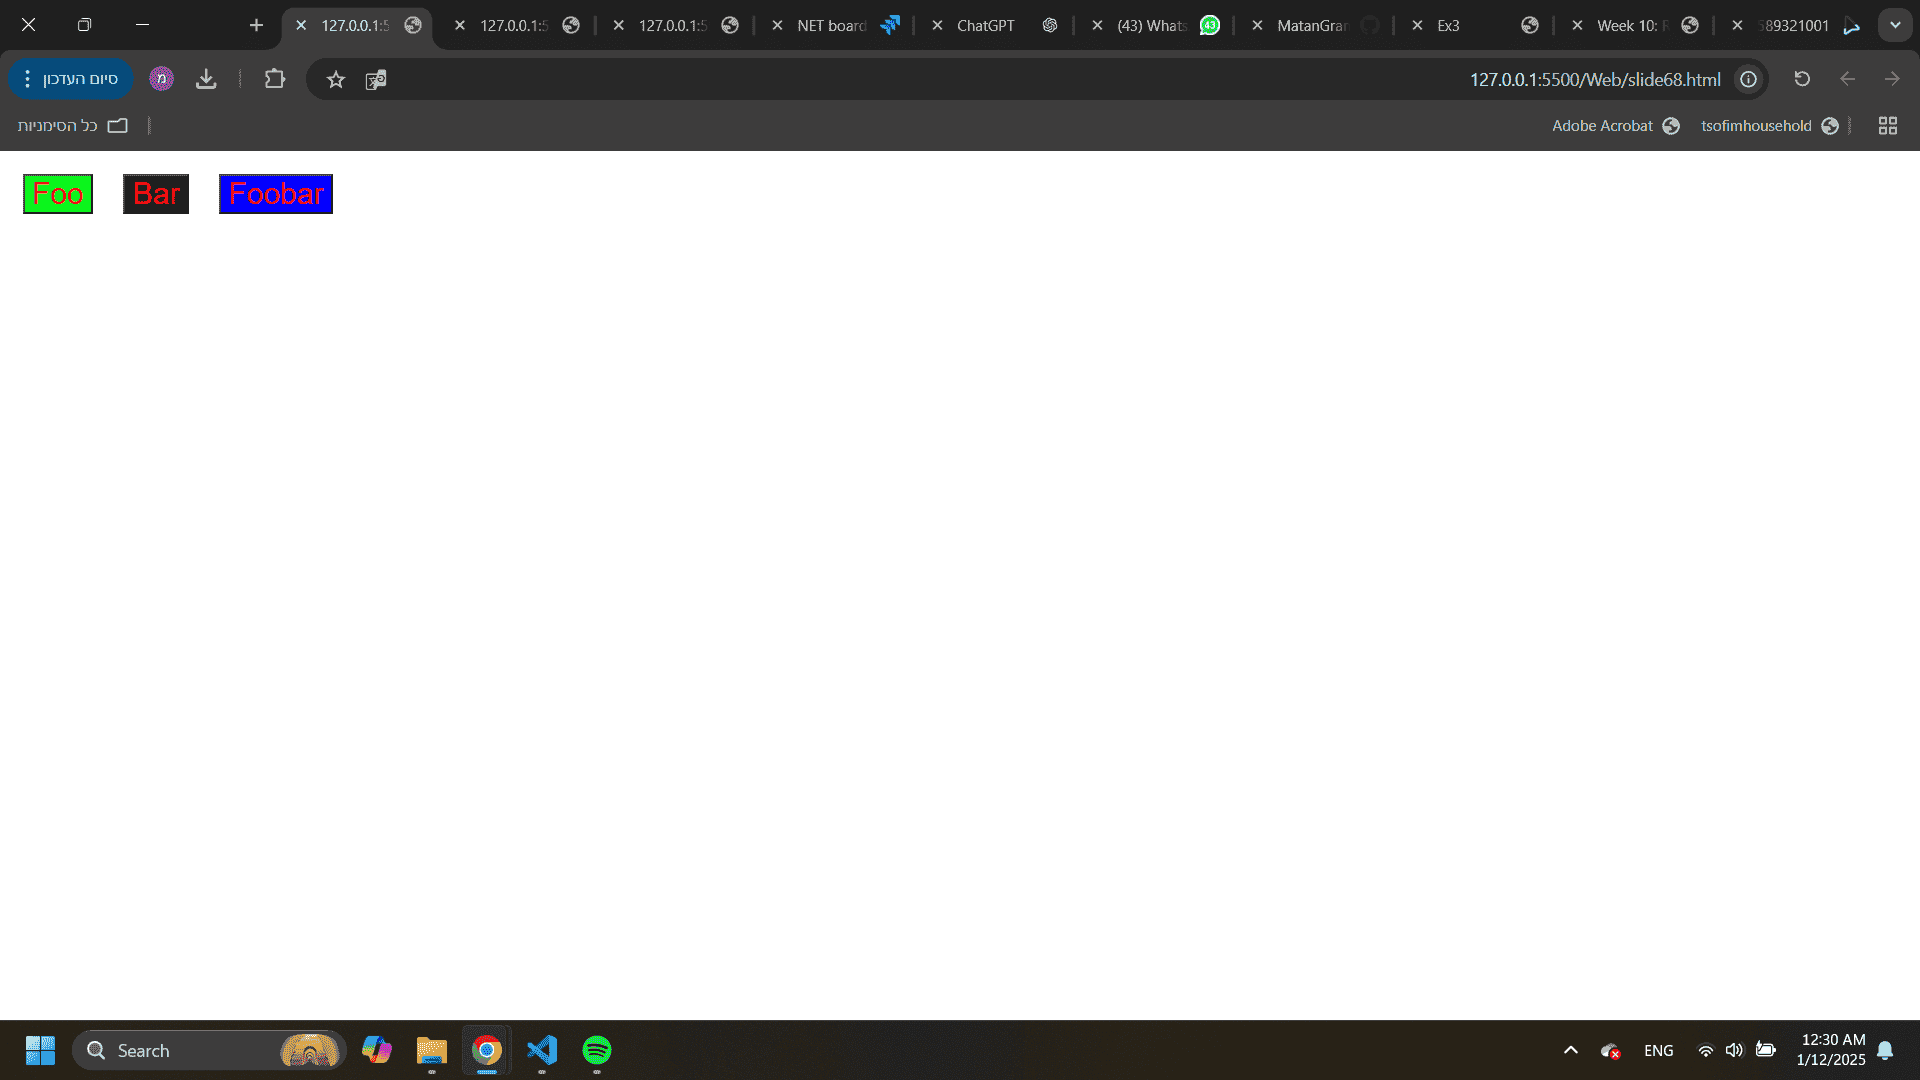 127.0.0.1:5
127.0.0.1:5
127.0.0.1:5
NET board
ChatGPT
(43) Whats
MatanGran
Ex3
Week 10: R
589321001
סיום העדכון
מ
127.0.0.1:5500/Web/slide68.html
כל הסימניות
Adobe Acrobat
tsofimhousehold
Foo
Bar
Foobar
Search
ENG
12:30 AM
1/12/2025